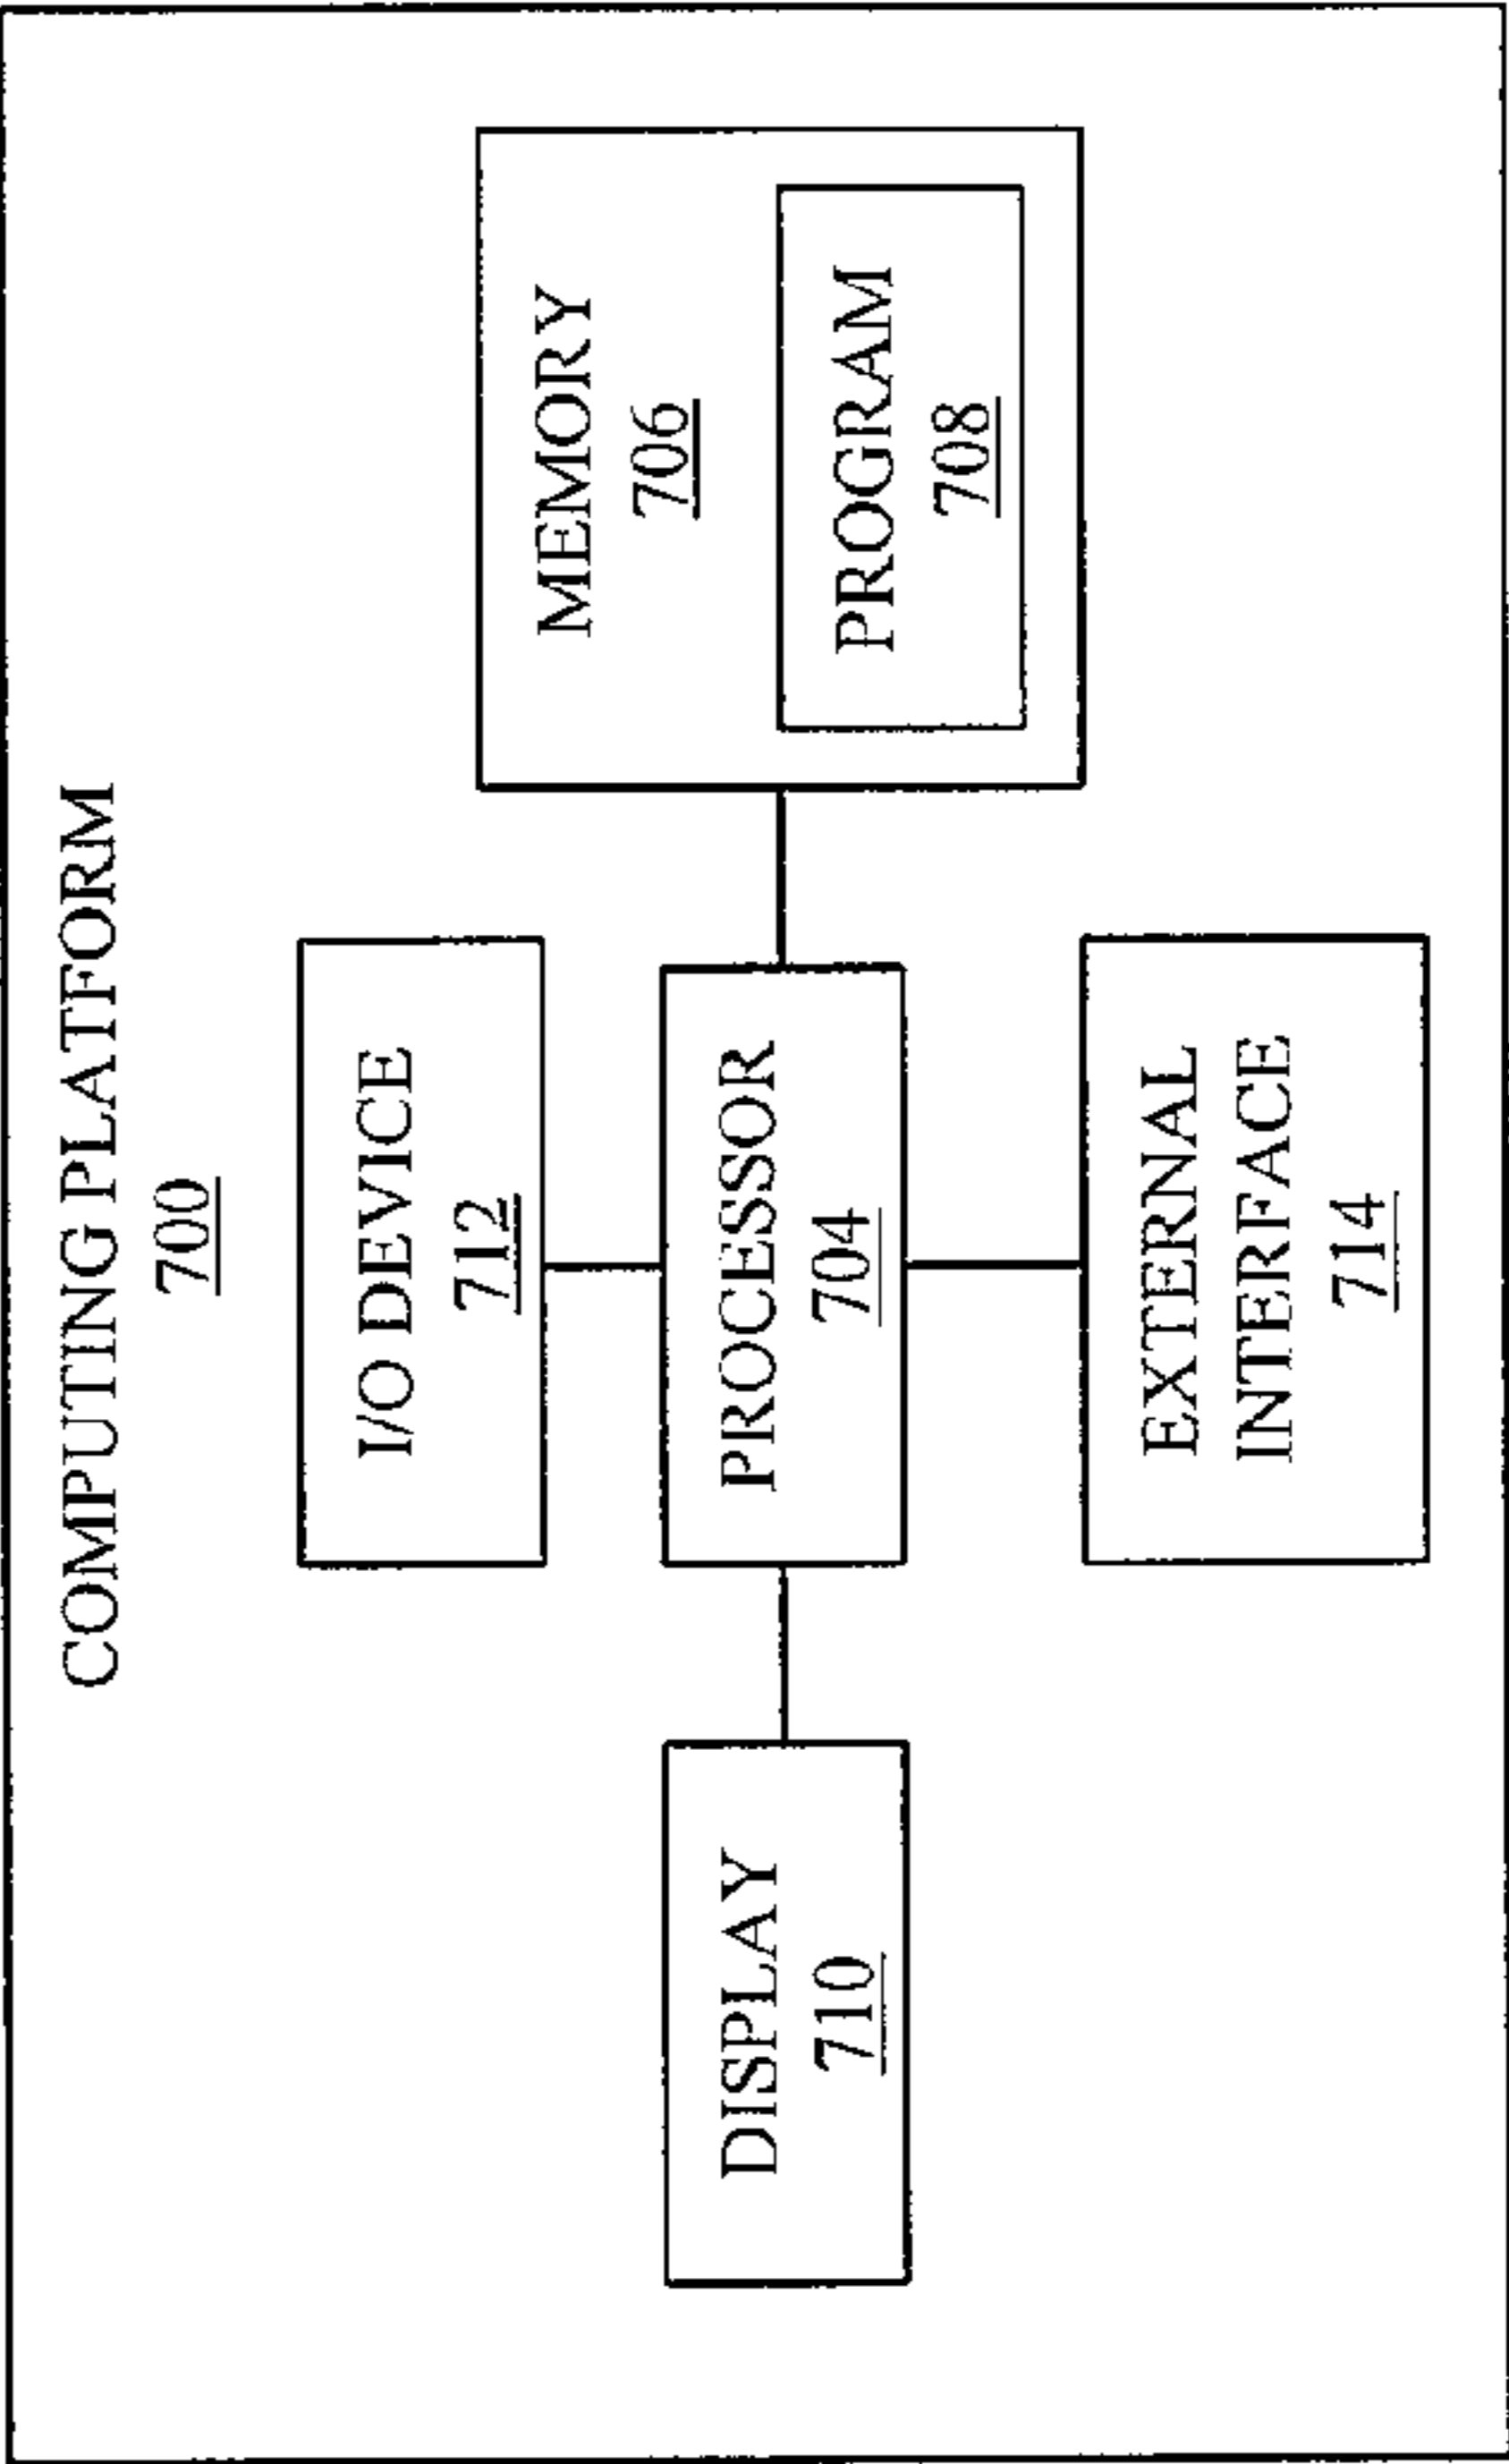 COMPUTING PLATFORM
700
I/O DEVICE
712
DISPLAY
710
PROCESSOR
704
MEMORY
706
PROGRAM
708
EXTERNAL
INTERFACE
714